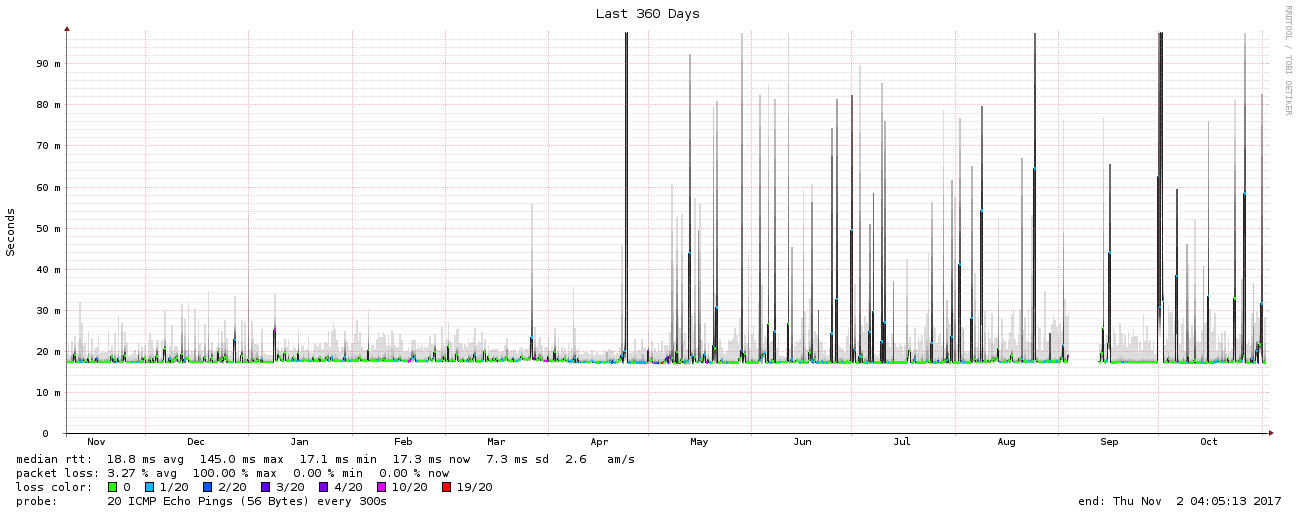 Last 360 Days
RRDTOOL / TOBI OETIKER
Seconds
90 m
80 m
70 m
60 m
50 m
40 m
30 m
20 m
10 m
0
Nov Dec Jan Feb Mar Apr May Jun Jul Aug Sep Oct
median rtt: 18.8 ms avg 145.0 ms max 17.1 ms min 17.3 ms now 7.3 ms sd 2.6 am/s
packet loss: 3.27 % avg 100.00 % max 0.00 % min 0.00 % now
loss color: 0 1/20 2/20 3/20 4/20 10/20 19/20
probe: 20 ICMP Echo Pings (56 Bytes) every 300s end: Thu Nov 2 04:05:13 2017